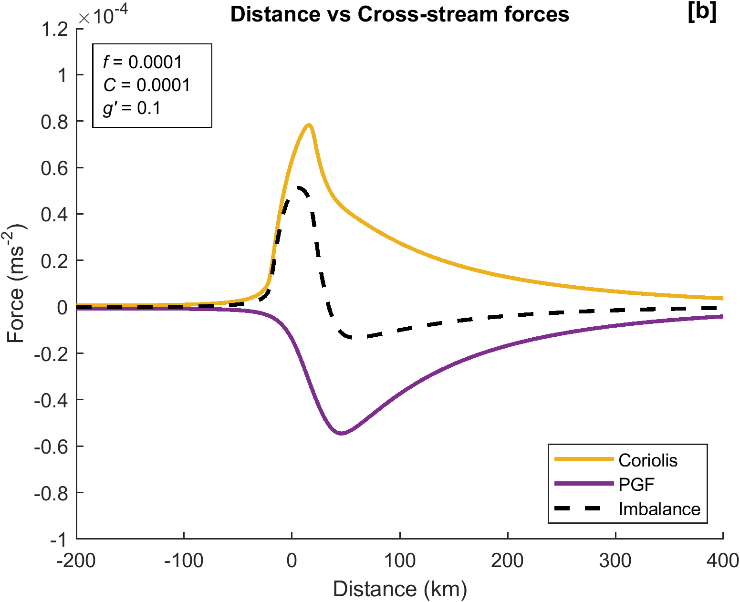 ×10⁻⁴
Distance vs Cross-stream forces
[b]
1.2
1
0.8
0.6
0.4
0.2
0
-0.2
-0.4
-0.6
-0.8
-1
Force (ms⁻²)
f = 0.0001
C = 0.0001
g' = 0.1
Coriolis
PGF
Imbalance
-200
-100
0
100
200
300
400
Distance (km)